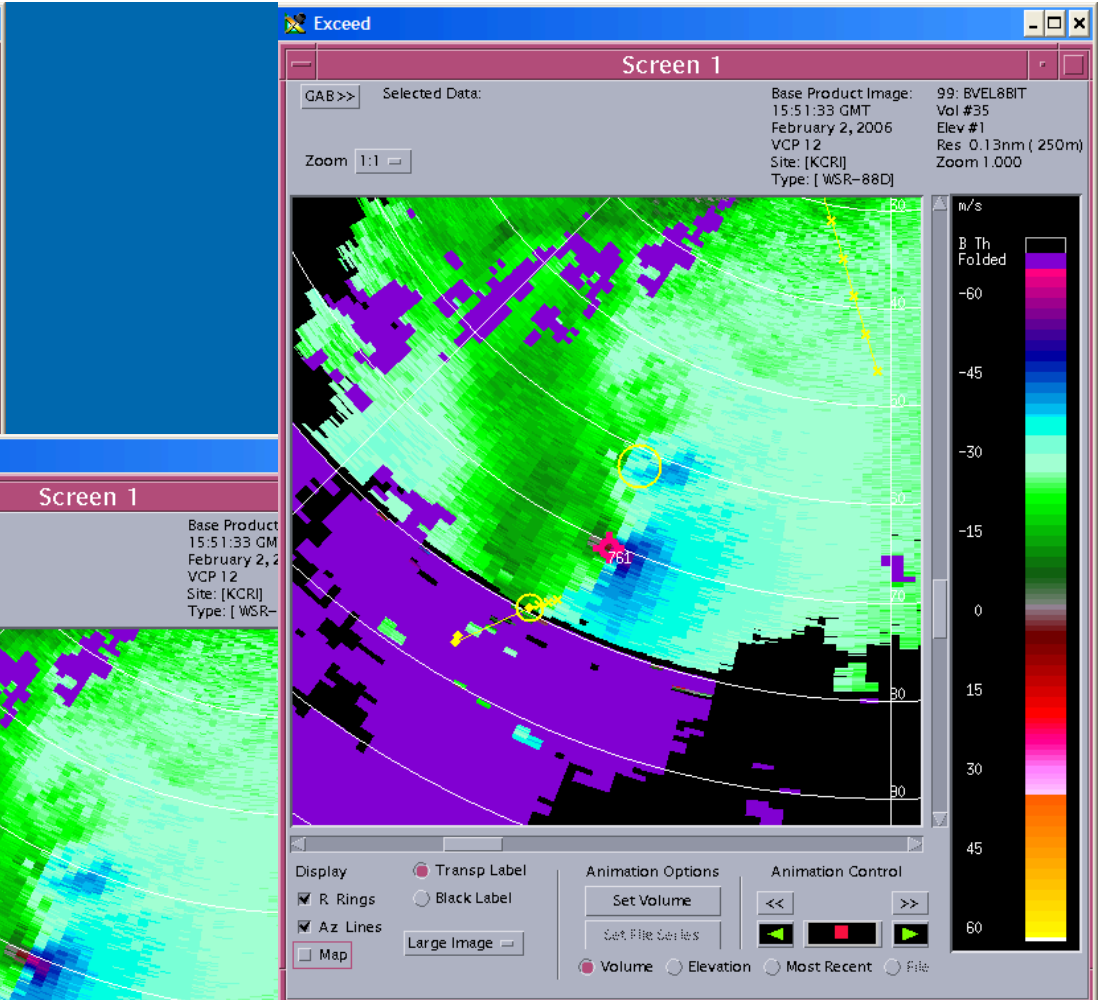 Exceed
Screen 1
GAB>>
Selected Data:
Base Product Image:
15:51:33 GMT
February 2, 2006
VCP 12
Site: [KCRI]
Type: [ WSR-88D]
99: BVEL8BIT
Vol #35
Elev #1
Res 0.13nm ( 250m)
Zoom 1.000
Zoom 1:1
m/s
B Th
Folded
-60
-45
-30
-15
0
15
30
45
60
40
761
70
80
Display
R Rings
Az Lines
Map
Transp Label
Black Label
Large Image
Animation Options
Set Volume
Set File Series
Animation Control
<<
>>
Volume
Elevation
Most Recent
File
Screen 1
Base Product
15:51:33 GM
February 2, 2
VCP 12
Site: [KCRI]
Type: [ WSR-